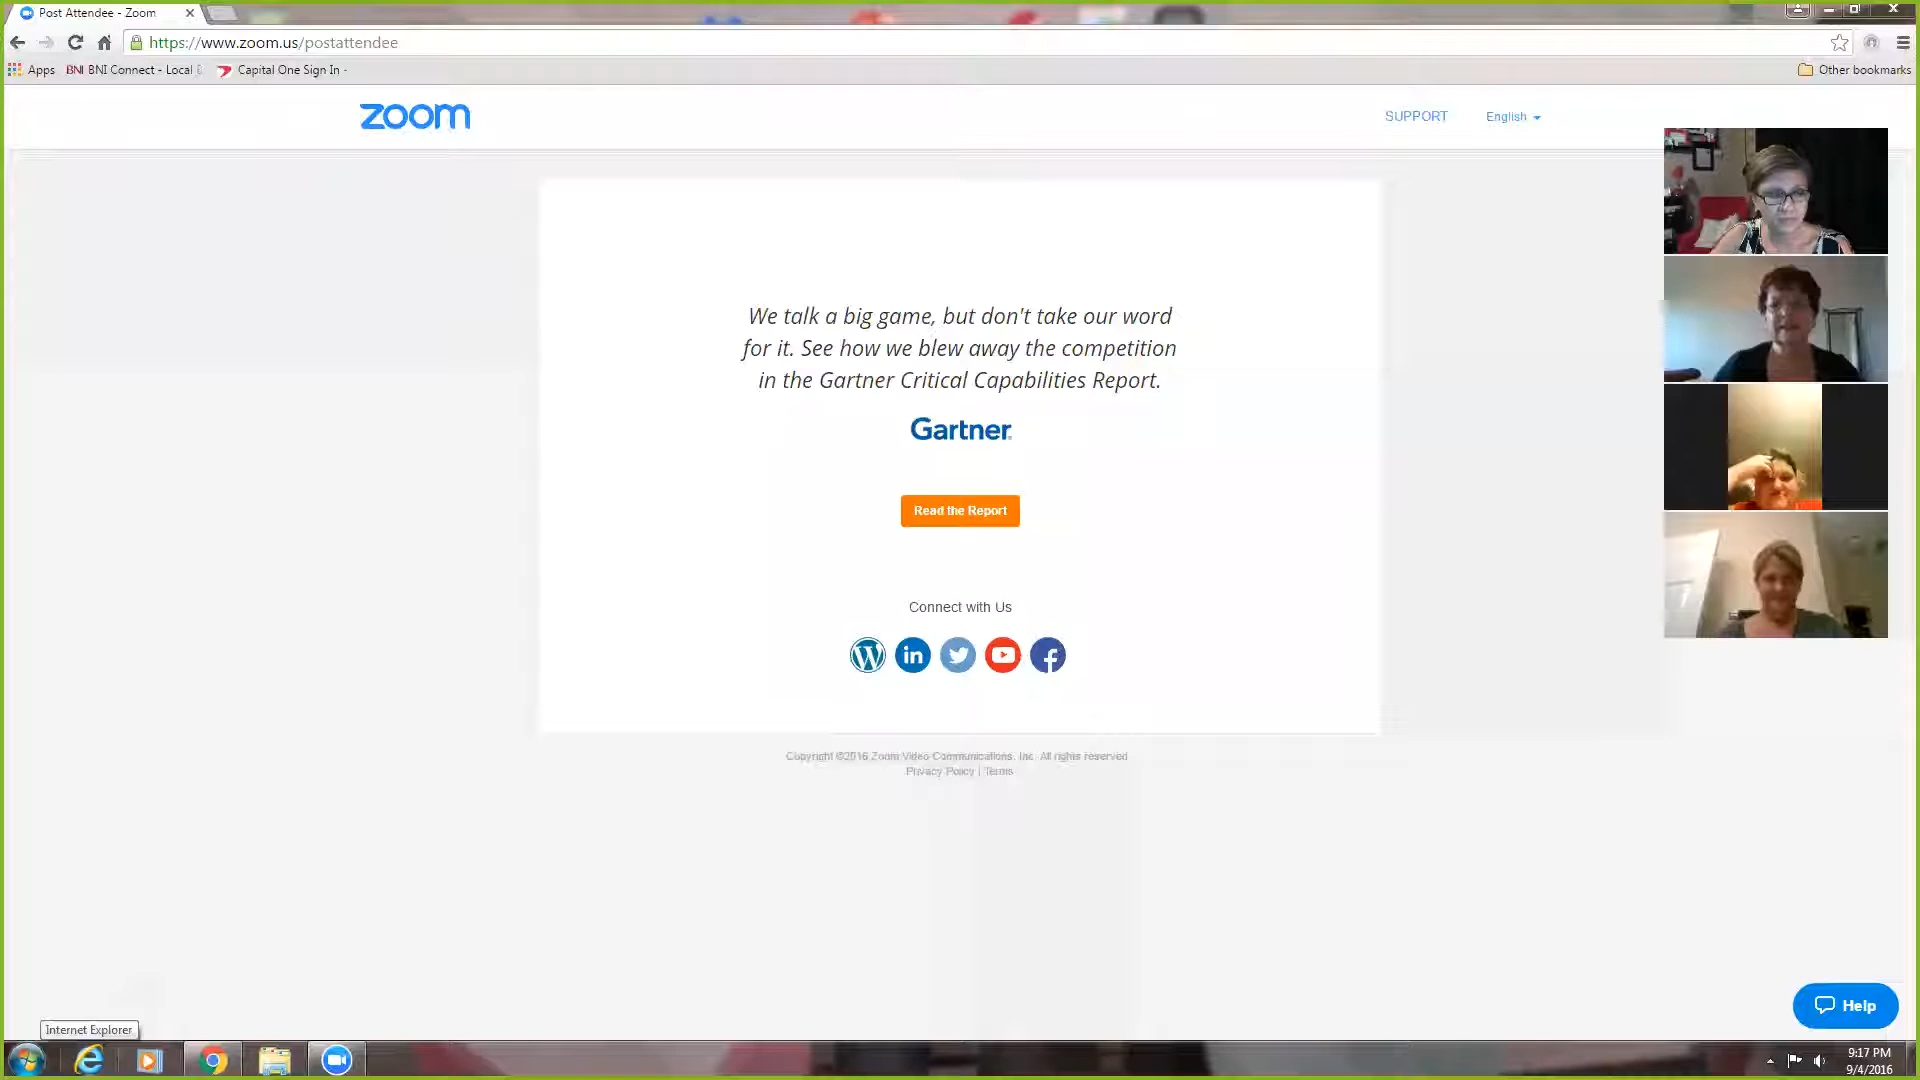 Post Attendee - Zoom
https://www.zoom.us/postattendee
Apps
BNI BNI Connect - Local
Capital One Sign In -
Other bookmarks
zoom
SUPPORT
English
We talk a big game, but don't take our word
for it. See how we blew away the competition
in the Gartner Critical Capabilities Report.
Gartner
Read the Report
Connect with Us
Copyright ©2016 Zoom Video Communications, Inc. All rights reserved
Privacy Policy | Terms
Help
Internet Explorer
9:17 PM
9/4/2016